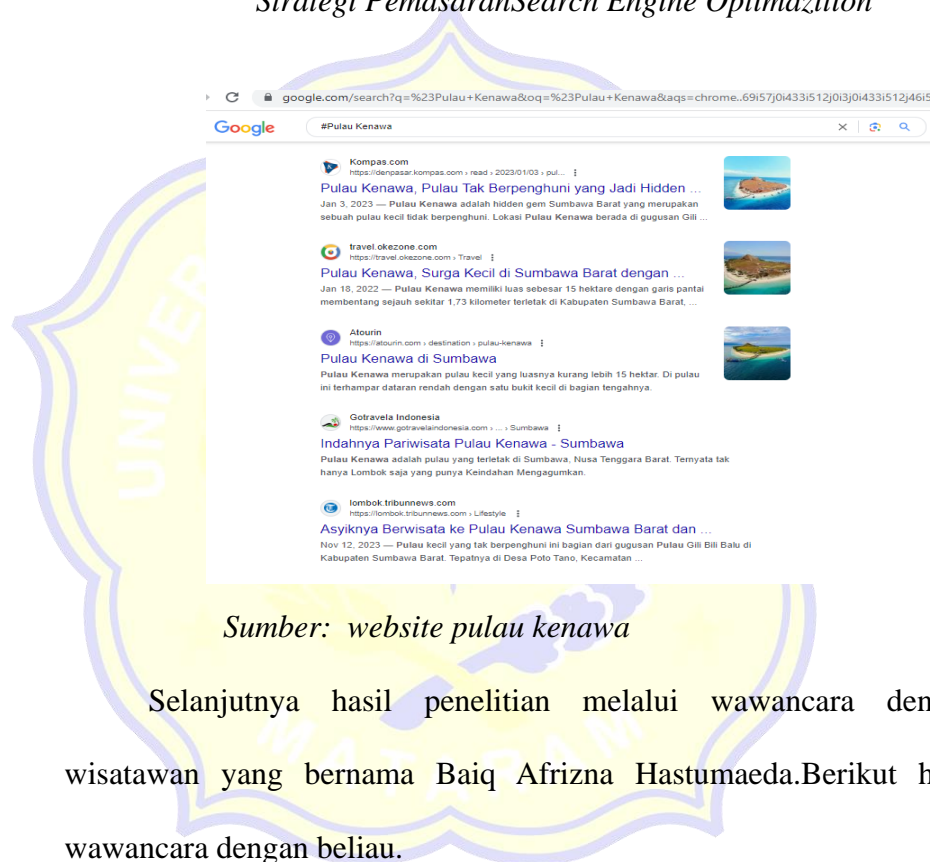 Strategi PemasaranSearch Engine Optimaziiton
google.com/search?q=%23Pulau+Kenawa&oq=%23Pulau+Kenawa&aqs=chrome..69i57j0i433i512j0i3j0i433i512j46i5
Google #Pulau Kenawa
Kompas.com
https://denpasar.kompas.com › read › 2023/01/03 › pul...
Pulau Kenawa, Pulau Tak Berpenghuni yang Jadi Hidden ...
Jan 3, 2023 — Pulau Kenawa adalah hidden gem Sumbawa Barat yang merupakan
sebuah pulau kecil tidak berpenghuni. Lokasi Pulau Kenawa berada di gugusan Gili ...
travel.okezone.com
https://travel.okezone.com › Travel
Pulau Kenawa, Surga Kecil di Sumbawa Barat dengan ...
Jan 18, 2022 — Pulau Kenawa memiliki luas sebesar 15 hektare dengan garis pantai
membentang sejauh sekitar 1,73 kilometer terletak di Kabupaten Sumbawa Barat, ...
Atourin
https://atourin.com › destination › pulau-kenawa
Pulau Kenawa di Sumbawa
Pulau Kenawa merupakan pulau kecil yang luasnya kurang lebih 15 hektar. Di pulau
ini terhampar dataran rendah dengan satu bukit kecil di bagian tengahnya.
Gotravela Indonesia
https://www.gotravelaindonesia.com › ... › Sumbawa
Indahnya Pariwisata Pulau Kenawa - Sumbawa
Pulau Kenawa adalah pulau yang terletak di Sumbawa, Nusa Tenggara Barat. Ternyata tak
hanya Lombok saja yang punya Keindahan Mengagumkan.
lombok.tribunnews.com
https://lombok.tribunnews.com › Lifestyle
Asyiknya Berwisata ke Pulau Kenawa Sumbawa Barat dan ...
Nov 12, 2023 — Pulau kecil yang tak berpenghuni ini bagian dari gugusan Pulau Gili Bili Balu di
Kabupaten Sumbawa Barat. Tepatnya di Desa Poto Tano, Kecamatan ...
UNIVER
Sumber: website pulau kenawa
Selanjutnya hasil penelitian melalui wawancara den
wisatawan yang bernama Baiq Afrizna Hastumaeda.Berikut h
MATARAM
wawancara dengan beliau.